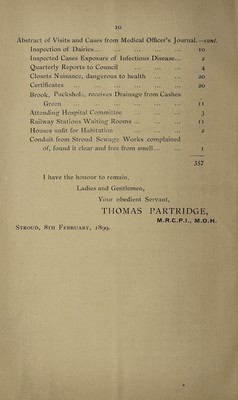 10
Abstract of Visits and Cases from Medical Officer's Journal.—cont.
Inspection of Dairies... ... ... ... 10
Inspected Cases Exposure of Infectious Disease... 2
Quarterly Reports to Council ... ... ... 4
Closets Nuisance, dangerous to health ... ... 20
Certificates ... ... ... ... ... 20
Brook, Puckshole, receives Drainage from Cashes
Green ... ... ... ... ... 11
Attending Hospital Committee ... ... ... 3
Railway Stations Waiting Rooms ... ... ... 11
Houses unfit for Habitation ... ... ... 2
Conduit from Stroud Sewage Works complained
of, found it clear and free from smell ... ... 1
357
I have the honour to remain,
Ladies and Gentlemen,
Your obedient Servant,
THOMAS PARTRIDGE,
M.R.C.P.I., M.O.H.
Stroud, 8th February, 1899.